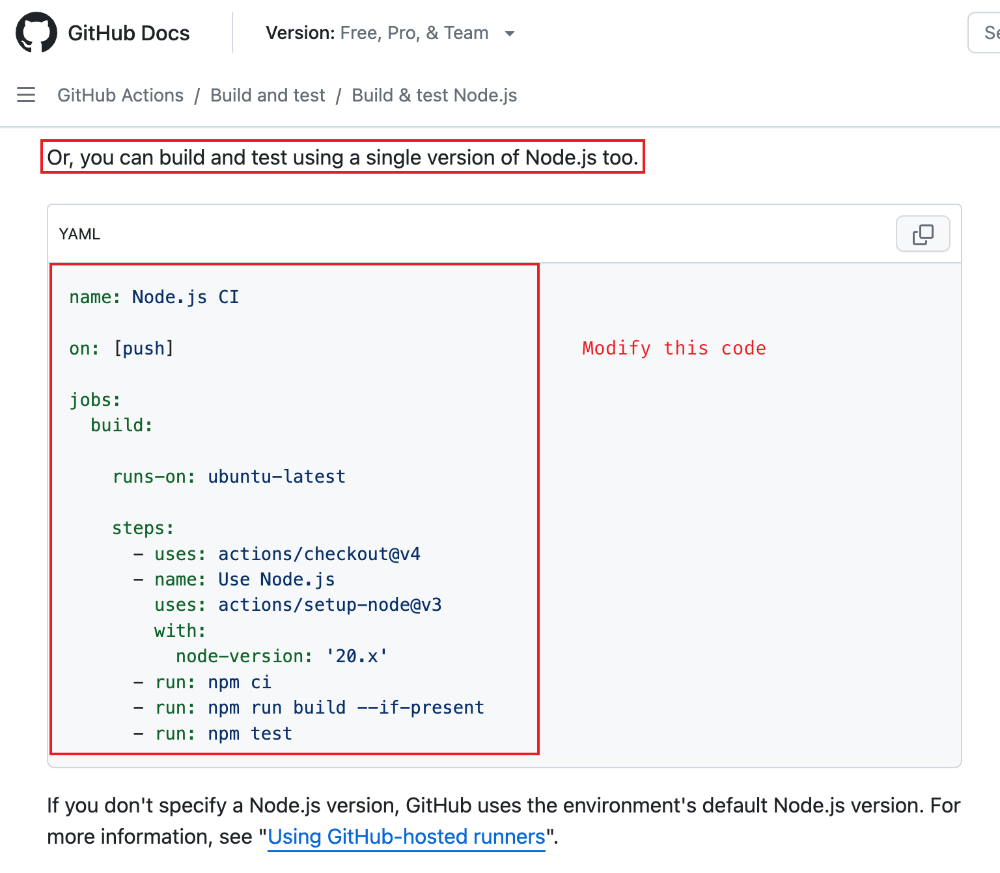 GitHub Docs
Version: Free, Pro, & Team
GitHub Actions / Build and test / Build & test Node.js
Or, you can build and test using a single version of Node.js too.
YAML
name: Node.js CI
on: [push]
Modify this code
jobs:
  build:
    runs-on: ubuntu-latest
    steps:
      - uses: actions/checkout@v4
      - name: Use Node.js
        uses: actions/setup-node@v3
        with:
          node-version: '20.x'
      - run: npm ci
      - run: npm run build --if-present
      - run: npm test
If you don't specify a Node.js version, GitHub uses the environment's default Node.js version. For
more information, see "Using GitHub-hosted runners".